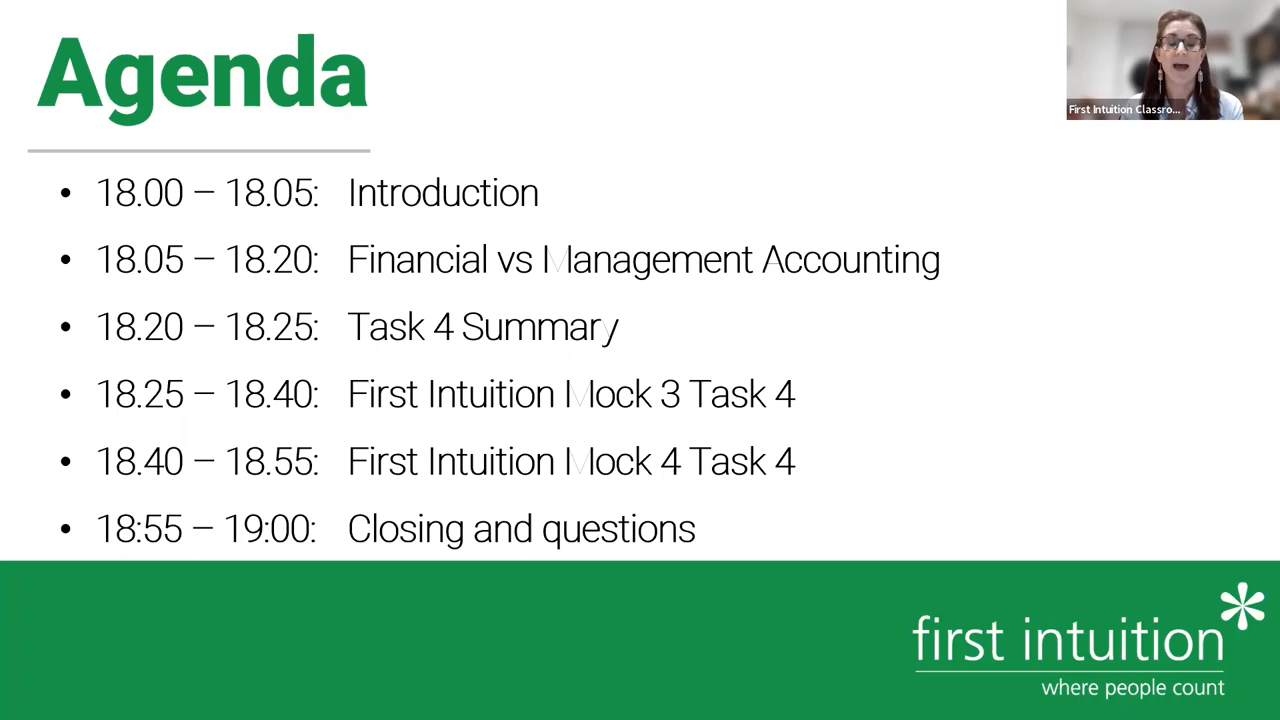 Agenda
First Intuition Classro...
• 18.00 – 18.05: Introduction
• 18.05 – 18.20: Financial vs Management Accounting
• 18.20 – 18.25: Task 4 Summary
• 18.25 – 18.40: First Intuition Mock 3 Task 4
• 18.40 – 18.55: First Intuition Mock 4 Task 4
• 18:55 – 19:00: Closing and questions
first intuition
where people count